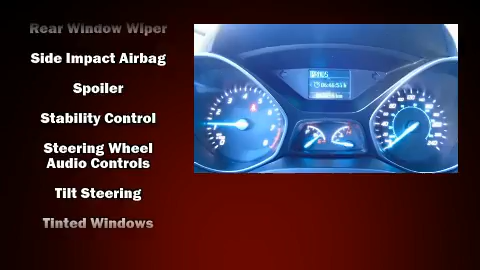 Rear Window Wiper
Side Impact Airbag
Spoiler
Stability Control
Steering Wheel
Audio Controls
Tilt Steering
Tinted Windows